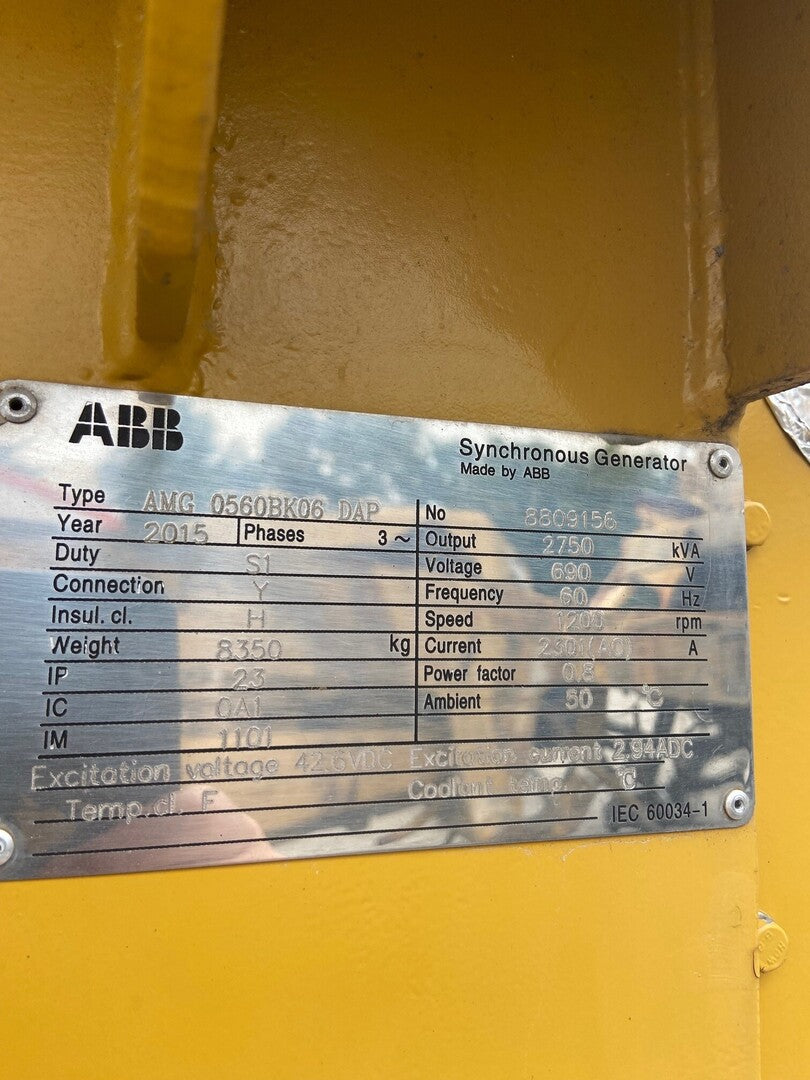 ABB
Synchronous Generator
Made by ABB
Type AMG 0560BK06 DAP
Year 2015 Phases 3 ~
Duty S1
Connection Y
Insul. cl. H
Weight 8350 kg
IP 23
IC 0A1
IM 1101
No 8809156
Output 2750 kVA
Voltage 690 V
Frequency 60 Hz
Speed 1200 rpm
Current 2301(AC) A
Power factor 0.8
Ambient 50 °C
Excitation voltage 42.6VDC Excitation current 2.94ADC
Temp.cl. F Coolant temp. °C
IEC 60034-1